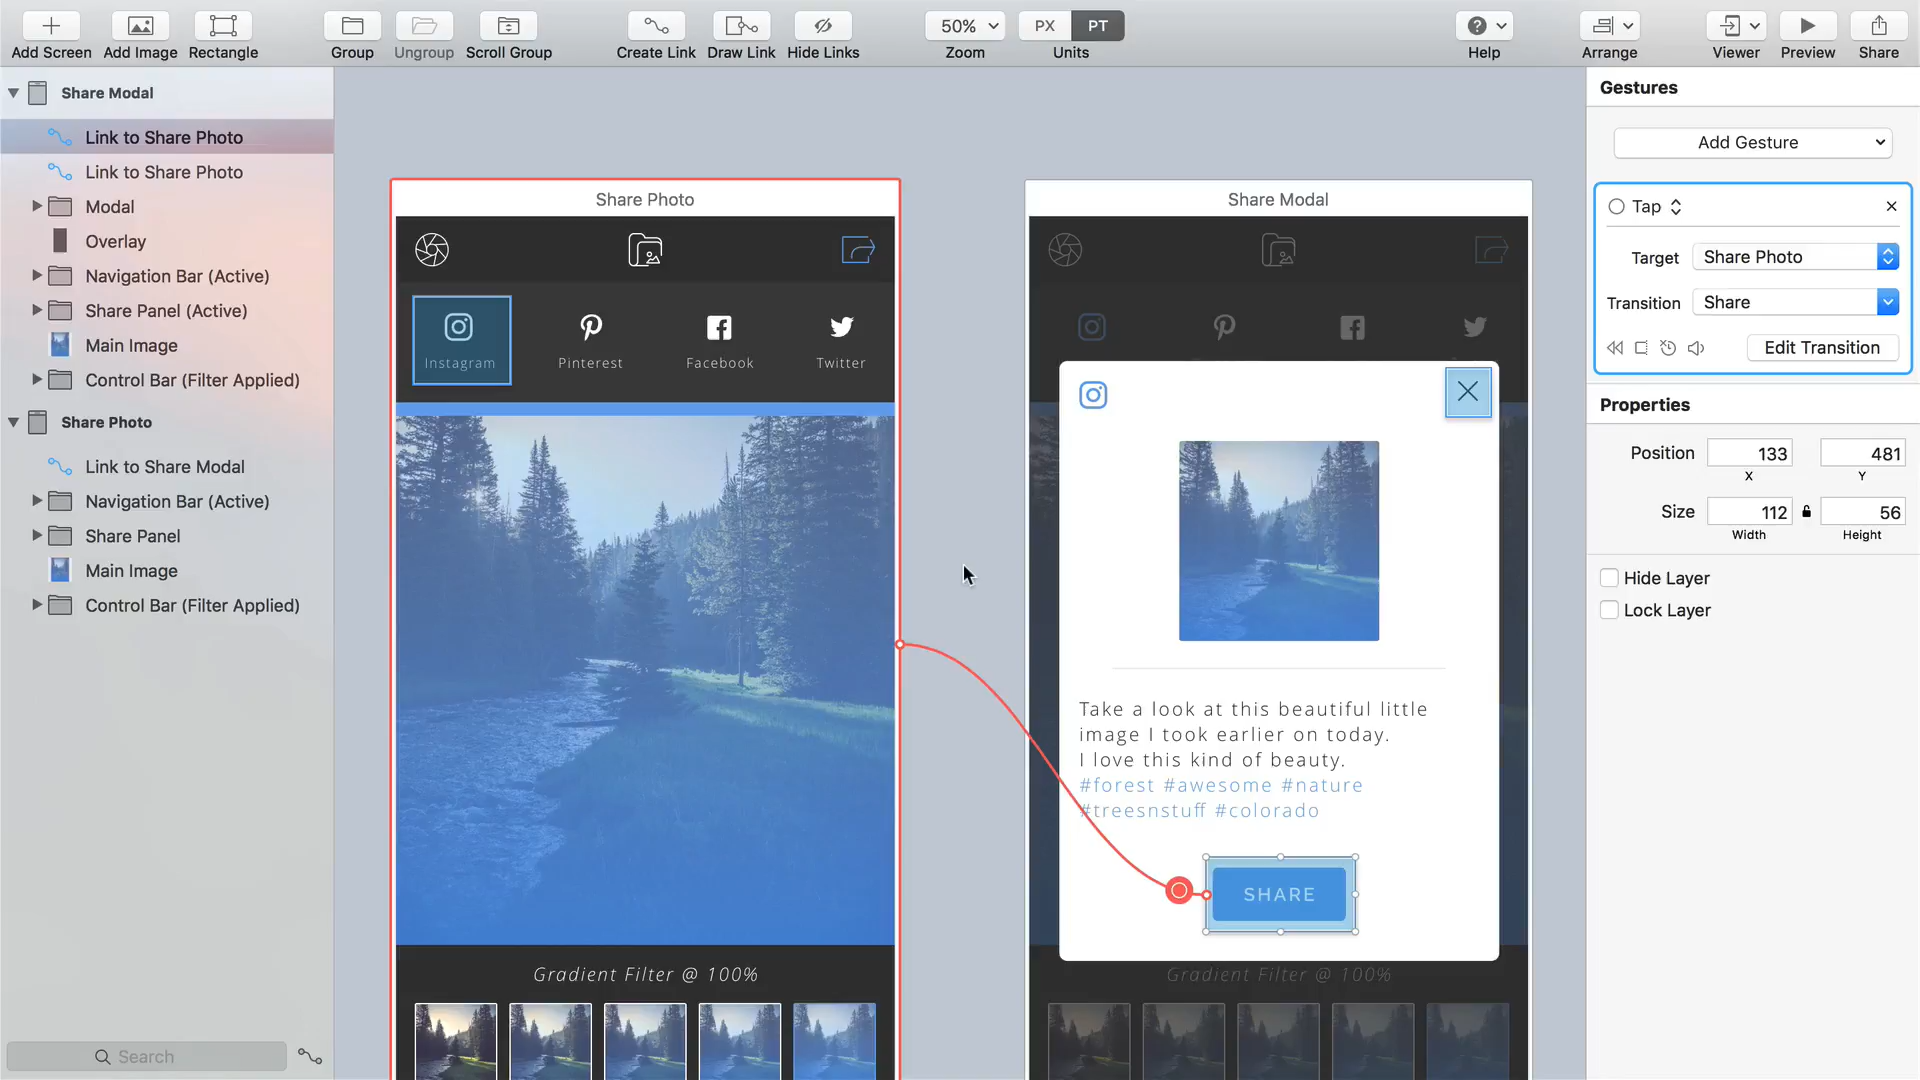 Add Screen
Add Image
Rectangle
Group
Ungroup
Scroll Group
Create Link
Draw Link
Hide Links
50%
Zoom
PX
PT
Units
Help
Arrange
Viewer
Preview
Share
Share Modal
Link to Share Photo
Link to Share Photo
Modal
Overlay
Navigation Bar (Active)
Share Panel (Active)
Main Image
Control Bar (Filter Applied)
Share Photo
Link to Share Modal
Navigation Bar (Active)
Share Panel
Main Image
Control Bar (Filter Applied)
Search
Share Photo
Instagram
Pinterest
Facebook
Twitter
Gradient Filter @ 100%
Share Modal
Take a look at this beautiful little
image I took earlier on today.
I love this kind of beauty.
#forest #awesome #nature
#treesnstuff #colorado
SHARE
Gradient Filter @ 100%
Gestures
Add Gesture
Tap
Target
Share Photo
Transition
Share
Edit Transition
Properties
Position
133
481
X
Y
Size
112
56
Width
Height
Hide Layer
Lock Layer